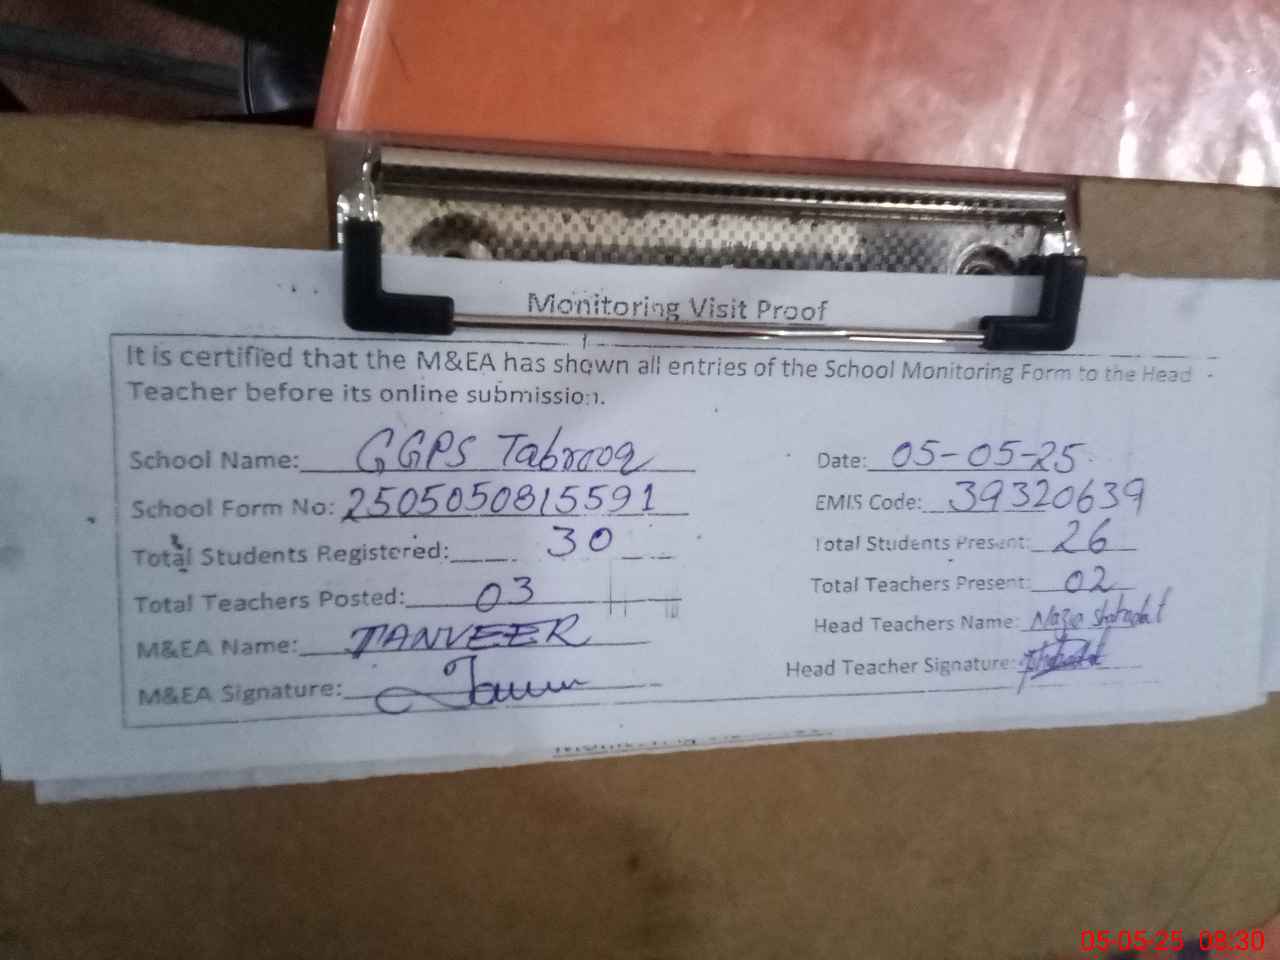 Monitoring Visit Proof
It is certified that the M&EA has shown all entries of the School Monitoring Form to the Head
Teacher before its online submission.
School Name: GGPS Tabrooq Date: 05-05-25
School Form No: 2505050815591 EMIS Code: 39320639
Total Students Registered: 30 Total Students Present: 26
Total Teachers Posted: 03 Total Teachers Present: 02
M&EA Name: TANVEER Head Teachers Name: Nazia
M&EA Signature: Head Teacher Signature:
05-05-25 08:30